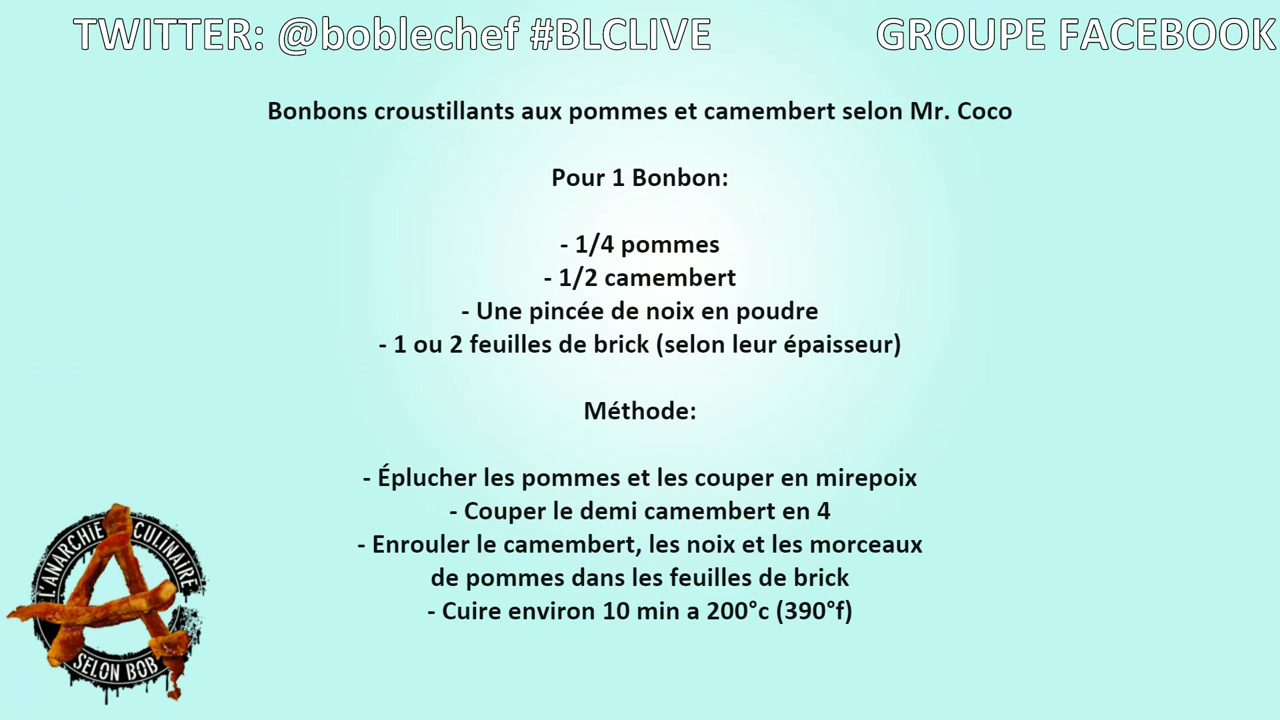 TWITTER: @boblechef #BLCLIVE GROUPE FACEBOOK
Bonbons croustillants aux pommes et camembert selon Mr. Coco
Pour 1 Bonbon:
- 1/4 pommes
- 1/2 camembert
- Une pincée de noix en poudre
- 1 ou 2 feuilles de brick (selon leur épaisseur)
Méthode:
- Éplucher les pommes et les couper en mirepoix
- Couper le demi camembert en 4
- Enrouler le camembert, les noix et les morceaux
de pommes dans les feuilles de brick
- Cuire environ 10 min a 200°c (390°f)
L'ANARCHIE CULINAIRE
SELON BOB